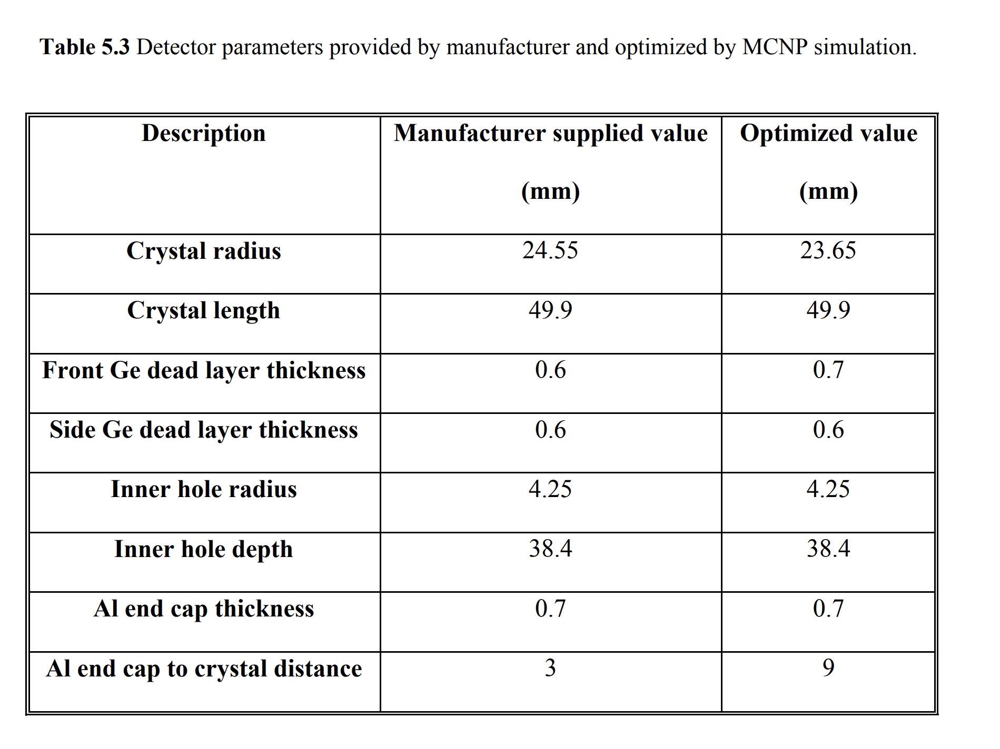 Table 5.3 Detector parameters provided by manufacturer and optimized by MCNP simulation.
Description Manufacturer supplied value Optimized value
(mm) (mm)
Crystal radius 24.55 23.65
Crystal length 49.9 49.9
Front Ge dead layer thickness 0.6 0.7
Side Ge dead layer thickness 0.6 0.6
Inner hole radius 4.25 4.25
Inner hole depth 38.4 38.4
Al end cap thickness 0.7 0.7
Al end cap to crystal distance 3 9